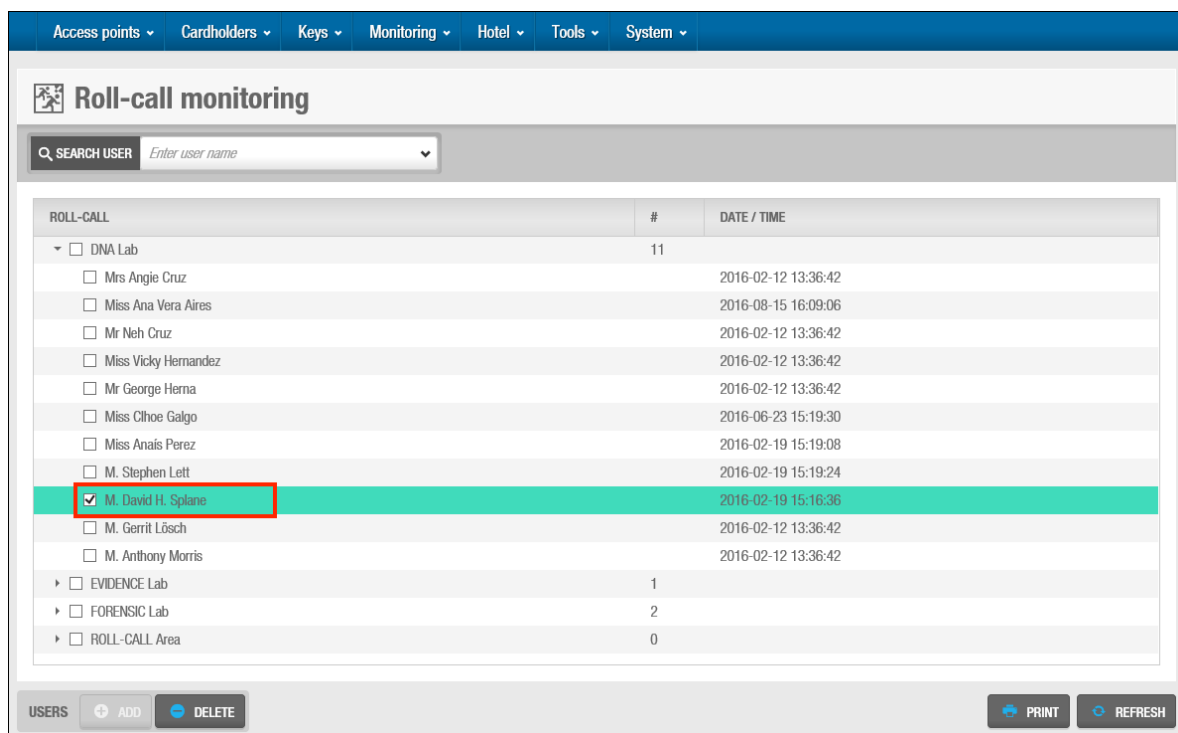 Access points Cardholders Keys Monitoring Hotel Tools System
Roll-call monitoring
SEARCH USER Enter user name
ROLL-CALL # DATE / TIME
DNA Lab 11
Mrs Angie Cruz 2016-02-12 13:36:42
Miss Ana Vera Aires 2016-08-15 16:09:06
Mr Neh Cruz 2016-02-12 13:36:42
Miss Vicky Hernandez 2016-02-12 13:36:42
Mr George Herna 2016-02-12 13:36:42
Miss Clhoe Galgo 2016-06-23 15:19:30
Miss Anais Perez 2016-02-19 15:19:08
M. Stephen Lett 2016-02-19 15:19:24
M. David H. Splane 2016-02-19 15:16:36
M. Gerrit Lösch 2016-02-12 13:36:42
M. Anthony Morris 2016-02-12 13:36:42
EVIDENCE Lab 1
FORENSIC Lab 2
ROLL-CALL Area 0
USERS ADD DELETE PRINT REFRESH